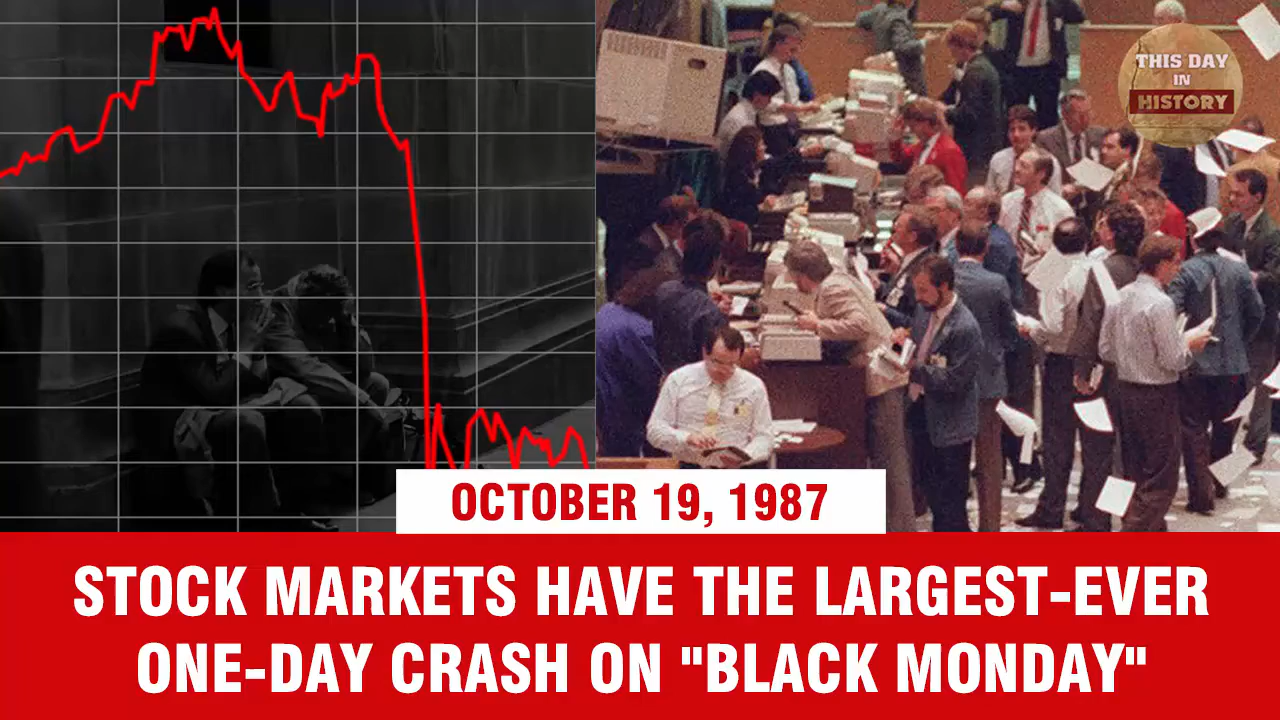 THIS DAY
IN
HISTORY
OCTOBER 19, 1987
STOCK MARKETS HAVE THE LARGEST-EVER
ONE-DAY CRASH ON "BLACK MONDAY"